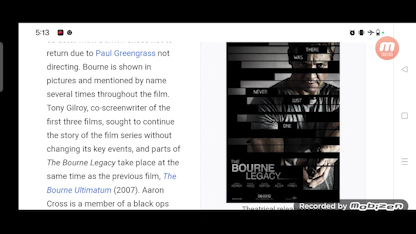 5:13
return due to Paul Greengrass not
directing. Bourne is shown in
pictures and mentioned by name
several times throughout the film.
Tony Gilroy, co-screenwriter of the
first three films, sought to continue
the story of the film series without
changing its key events, and parts of
The Bourne Legacy take place at the
same time as the previous film, The
Bourne Ultimatum (2007). Aaron
Cross is a member of a black ops
THERE
WAS
NEVER
JUST
ONE
THE
BOURNE
LEGACY
Recorded by MOBIZEN